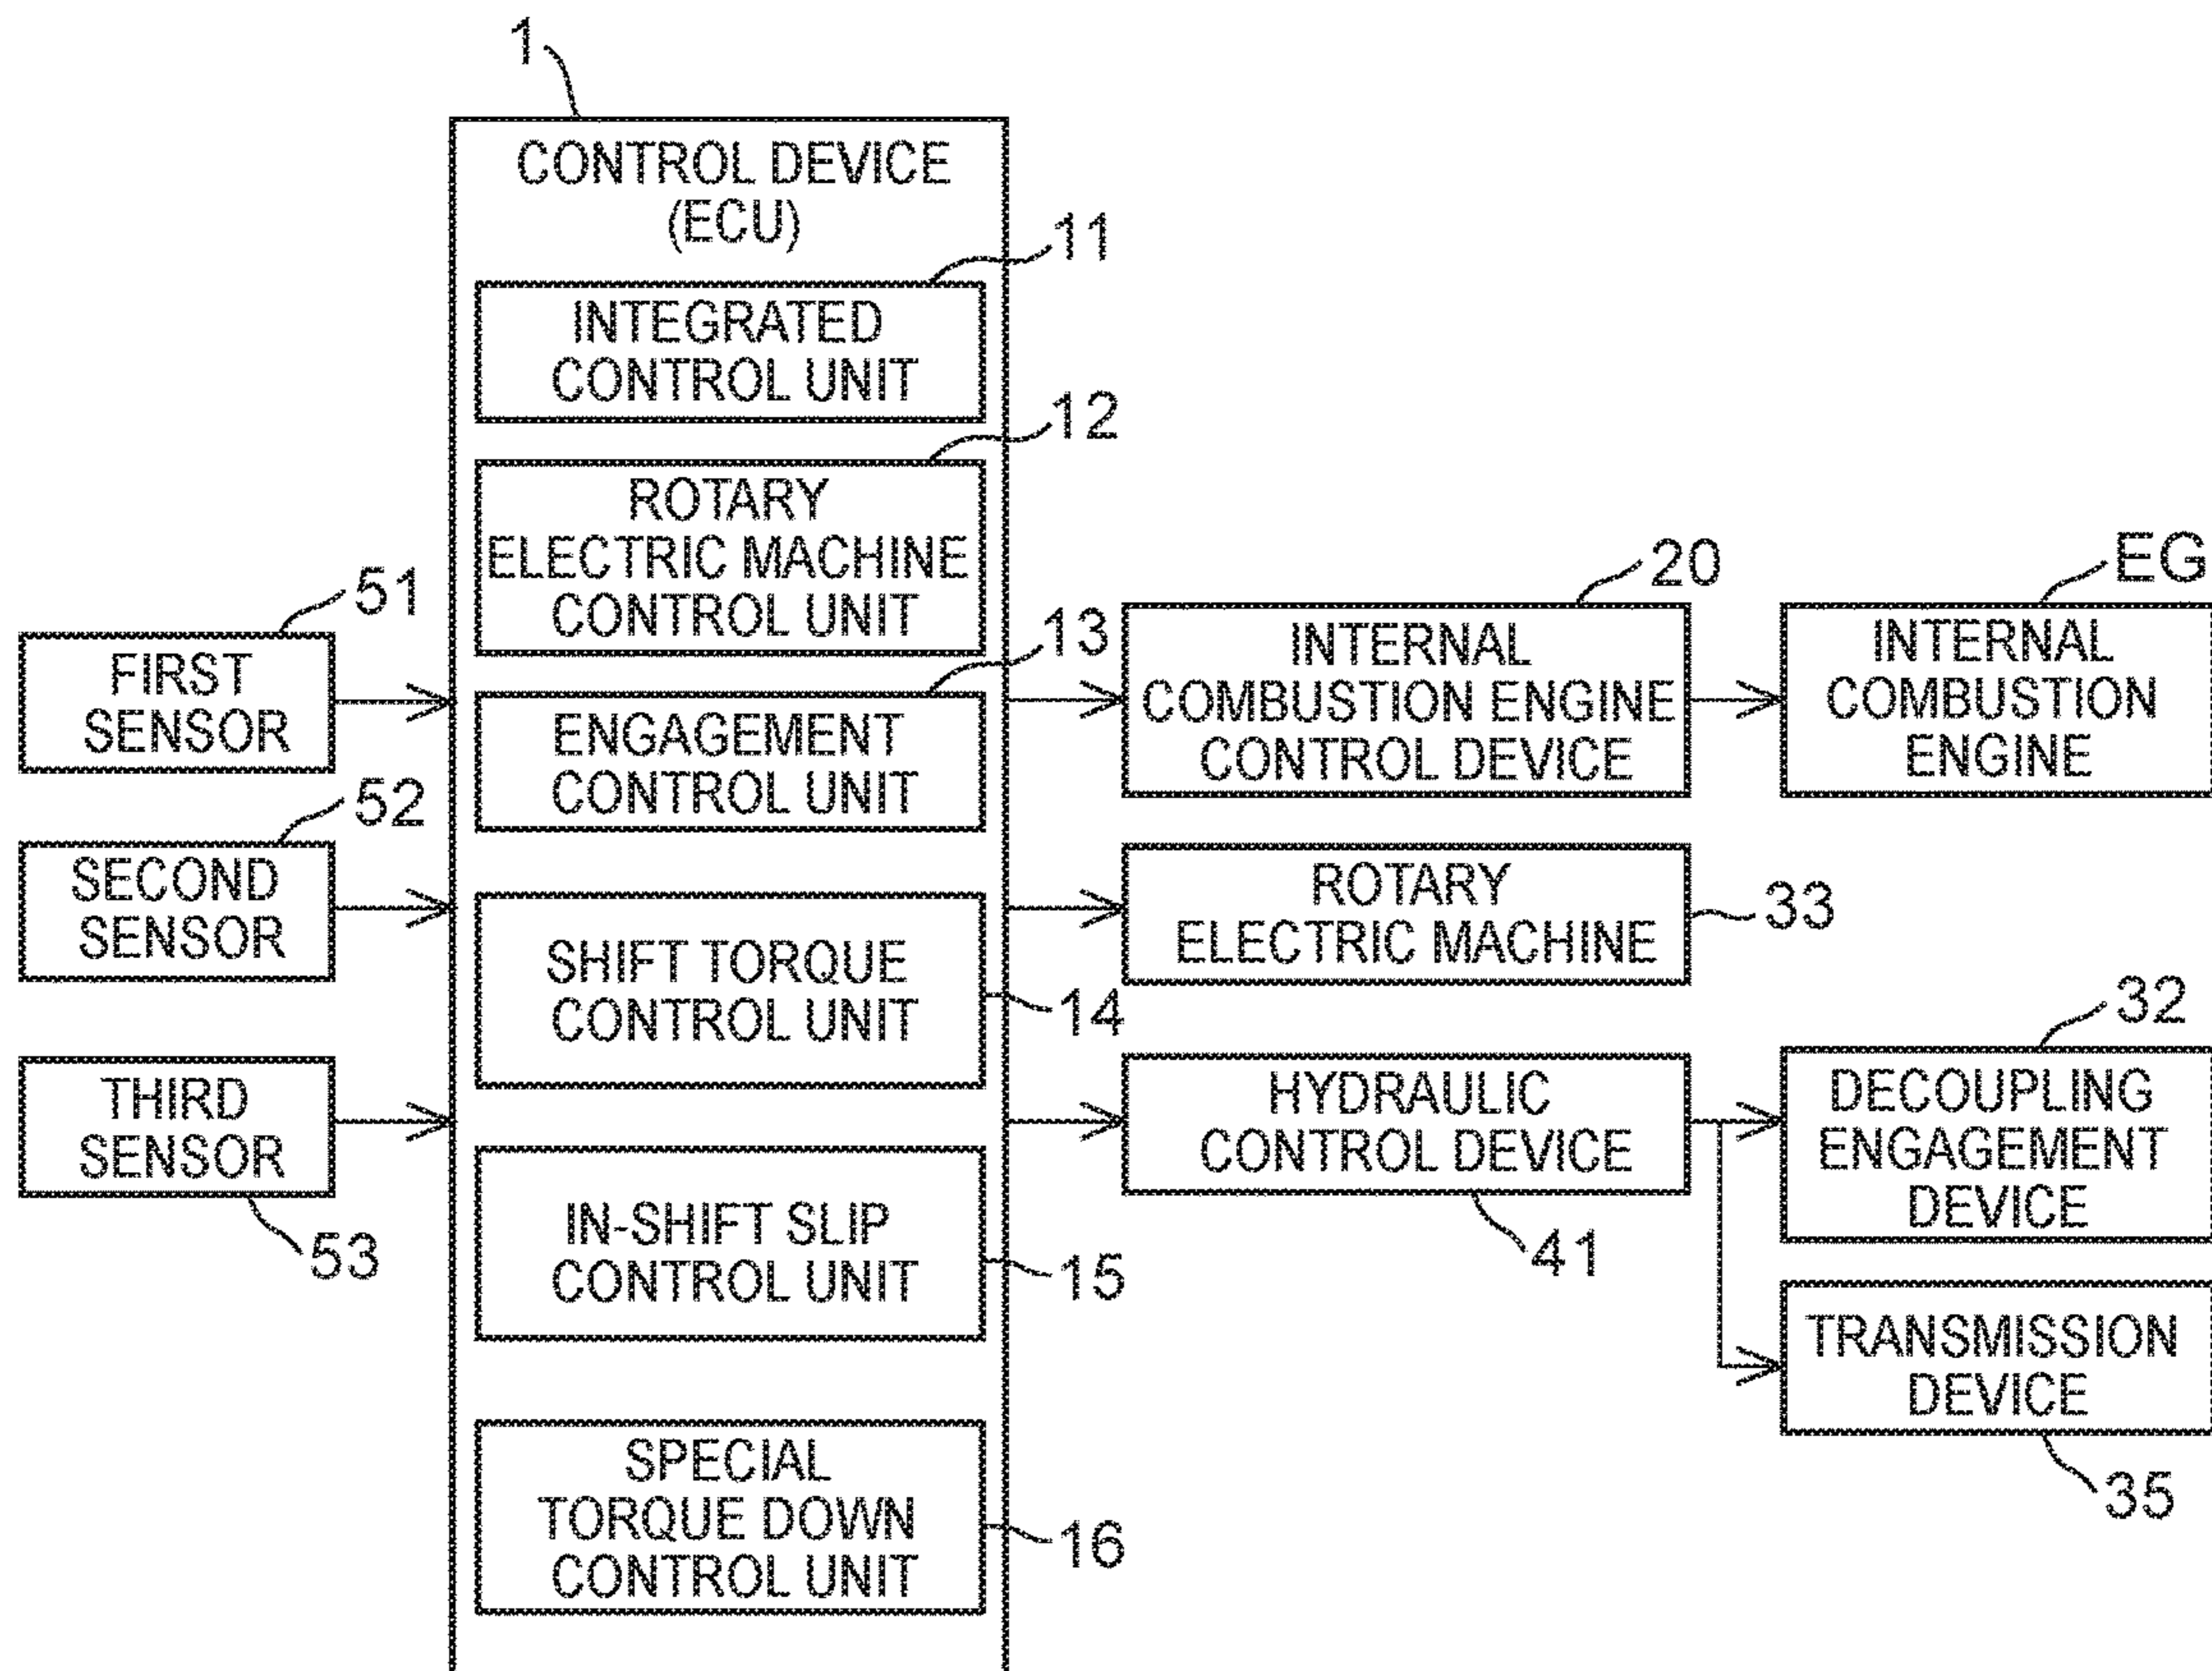 1
CONTROL DEVICE
(ECU)
11
INTEGRATED
CONTROL UNIT
12
ROTARY
ELECTRIC MACHINE
CONTROL UNIT
13
ENGAGEMENT
CONTROL UNIT
SHIFT TORQUE
CONTROL UNIT
14
IN-SHIFT SLIP
CONTROL UNIT
15
SPECIAL
TORQUE DOWN
CONTROL UNIT
16
51
FIRST
SENSOR
52
SECOND
SENSOR
THIRD
SENSOR
53
20
INTERNAL
COMBUSTION ENGINE
CONTROL DEVICE
EG
INTERNAL
COMBUSTION
ENGINE
ROTARY
ELECTRIC MACHINE
33
HYDRAULIC
CONTROL DEVICE
41
32
DECOUPLING
ENGAGEMENT
DEVICE
TRANSMISSION
DEVICE
35